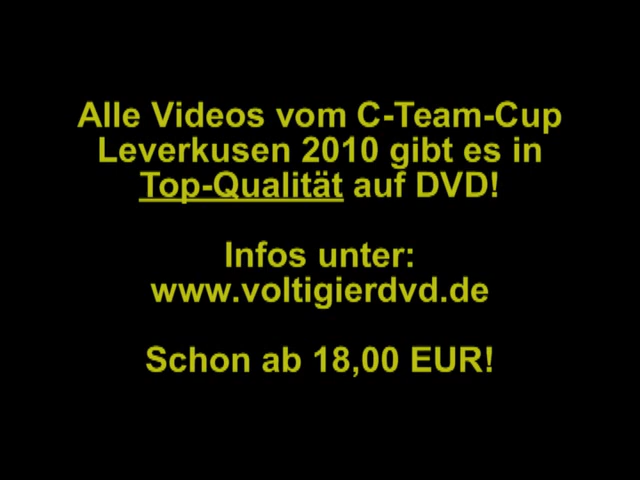 Alle Videos vom C-Team-Cup
Leverkusen 2010 gibt es in
Top-Qualität auf DVD!
Infos unter:
www.voltigierdvd.de
Schon ab 18,00 EUR!